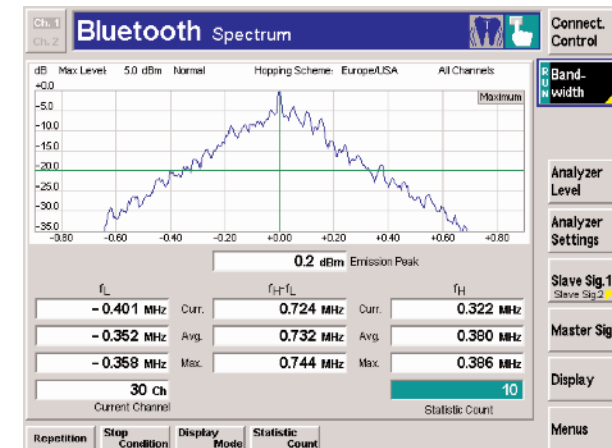 Ch. 1
Ch. 2
Bluetooth Spectrum
Connect. Control
dB Max Level: 5.0 dBm Normal Hopping Scheme: Europe/USA All Channels
+0.0
Maximum
-5.0
-10.0
-15.0
-20.0
-25.0
-30.0
-35.0
-0.80 -0.60 -0.40 -0.20 +0.00 +0.20 +0.40 +0.60 +0.80
0.2 dBm Emission Peak
fL fH-fL fH
- 0.401 MHz Curr. 0.724 MHz Curr. 0.322 MHz
- 0.352 MHz Avg. 0.732 MHz Avg. 0.380 MHz
- 0.358 MHz Max. 0.744 MHz Max. 0.386 MHz
30 Ch 10
Current Channel Statistic Count
Repetition
Stop Condition
Display Mode
Statistic Count
RUN
Band-width
Analyzer Level
Analyzer Settings
Slave Sig.1
Slave Sig.2
Master Sig
Display
Menus